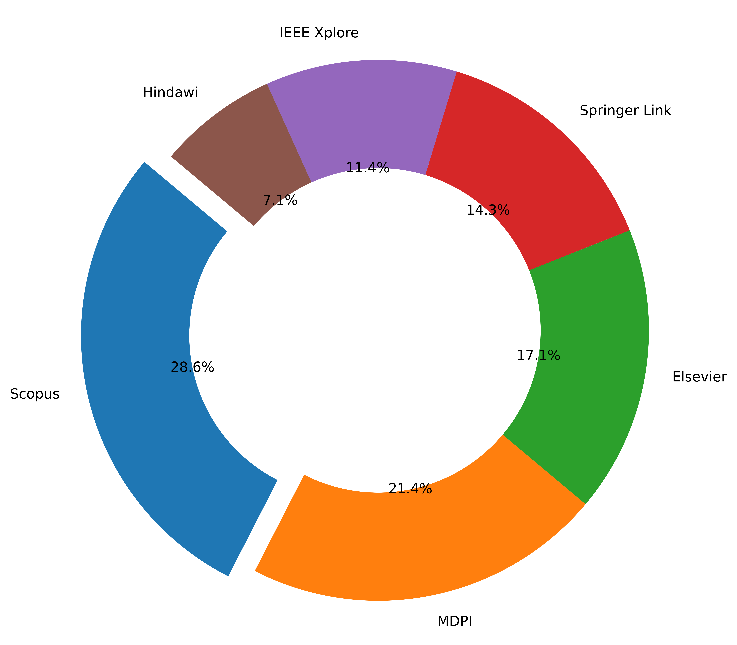 IEEE Xplore
Hindawi
Springer Link
11.4%
7.1%
14.3%
17.1%
28.6%
Elsevier
Scopus
21.4%
MDPI